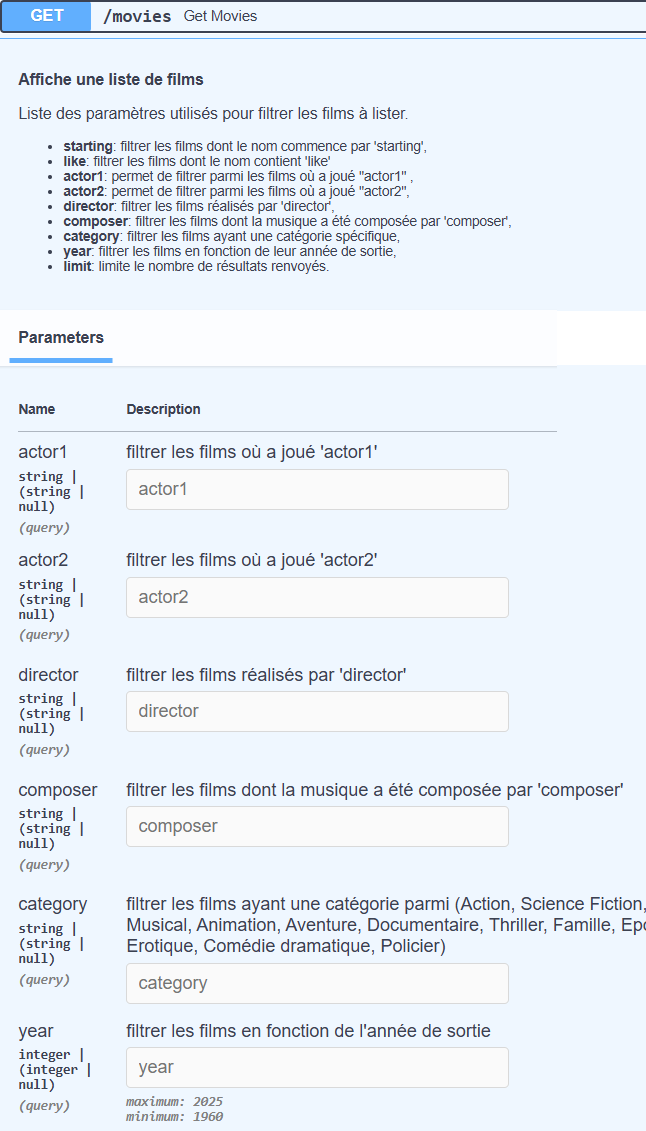 GET /movies Get Movies
Affiche une liste de films
Liste des paramètres utilisés pour filtrer les films à lister.
• starting: filtrer les films dont le nom commence par 'starting',
• like: filtrer les films dont le nom contient 'like'
• actor1: permet de filtrer parmi les films où a joué "actor1" ,
• actor2: permet de filtrer parmi les films où a joué "actor2",
• director: filtrer les films réalisés par 'director',
• composer: filtrer les films dont la musique a été composée par 'composer',
• category: filtrer les films ayant une catégorie spécifique,
• year: filtrer les films en fonction de leur année de sortie,
• limit: limite le nombre de résultats renvoyés.
Parameters
Name Description
actor1 filtrer les films où a joué 'actor1'
string |
(string |
null)
(query)
actor1
actor2 filtrer les films où a joué 'actor2'
string |
(string |
null)
(query)
actor2
director filtrer les films réalisés par 'director'
string |
(string |
null)
(query)
director
composer filtrer les films dont la musique a été composée par 'composer'
string |
(string |
null)
(query)
composer
category filtrer les films ayant une catégorie parmi (Action, Science Fiction,
Musical, Animation, Aventure, Documentaire, Thriller, Famille,
Erotique, Comédie dramatique, Policier)
string |
(string |
null)
(query)
category
year filtrer les films en fonction de l'année de sortie
integer |
(integer |
null)
(query)
year
maximum: 2025
minimum: 1960